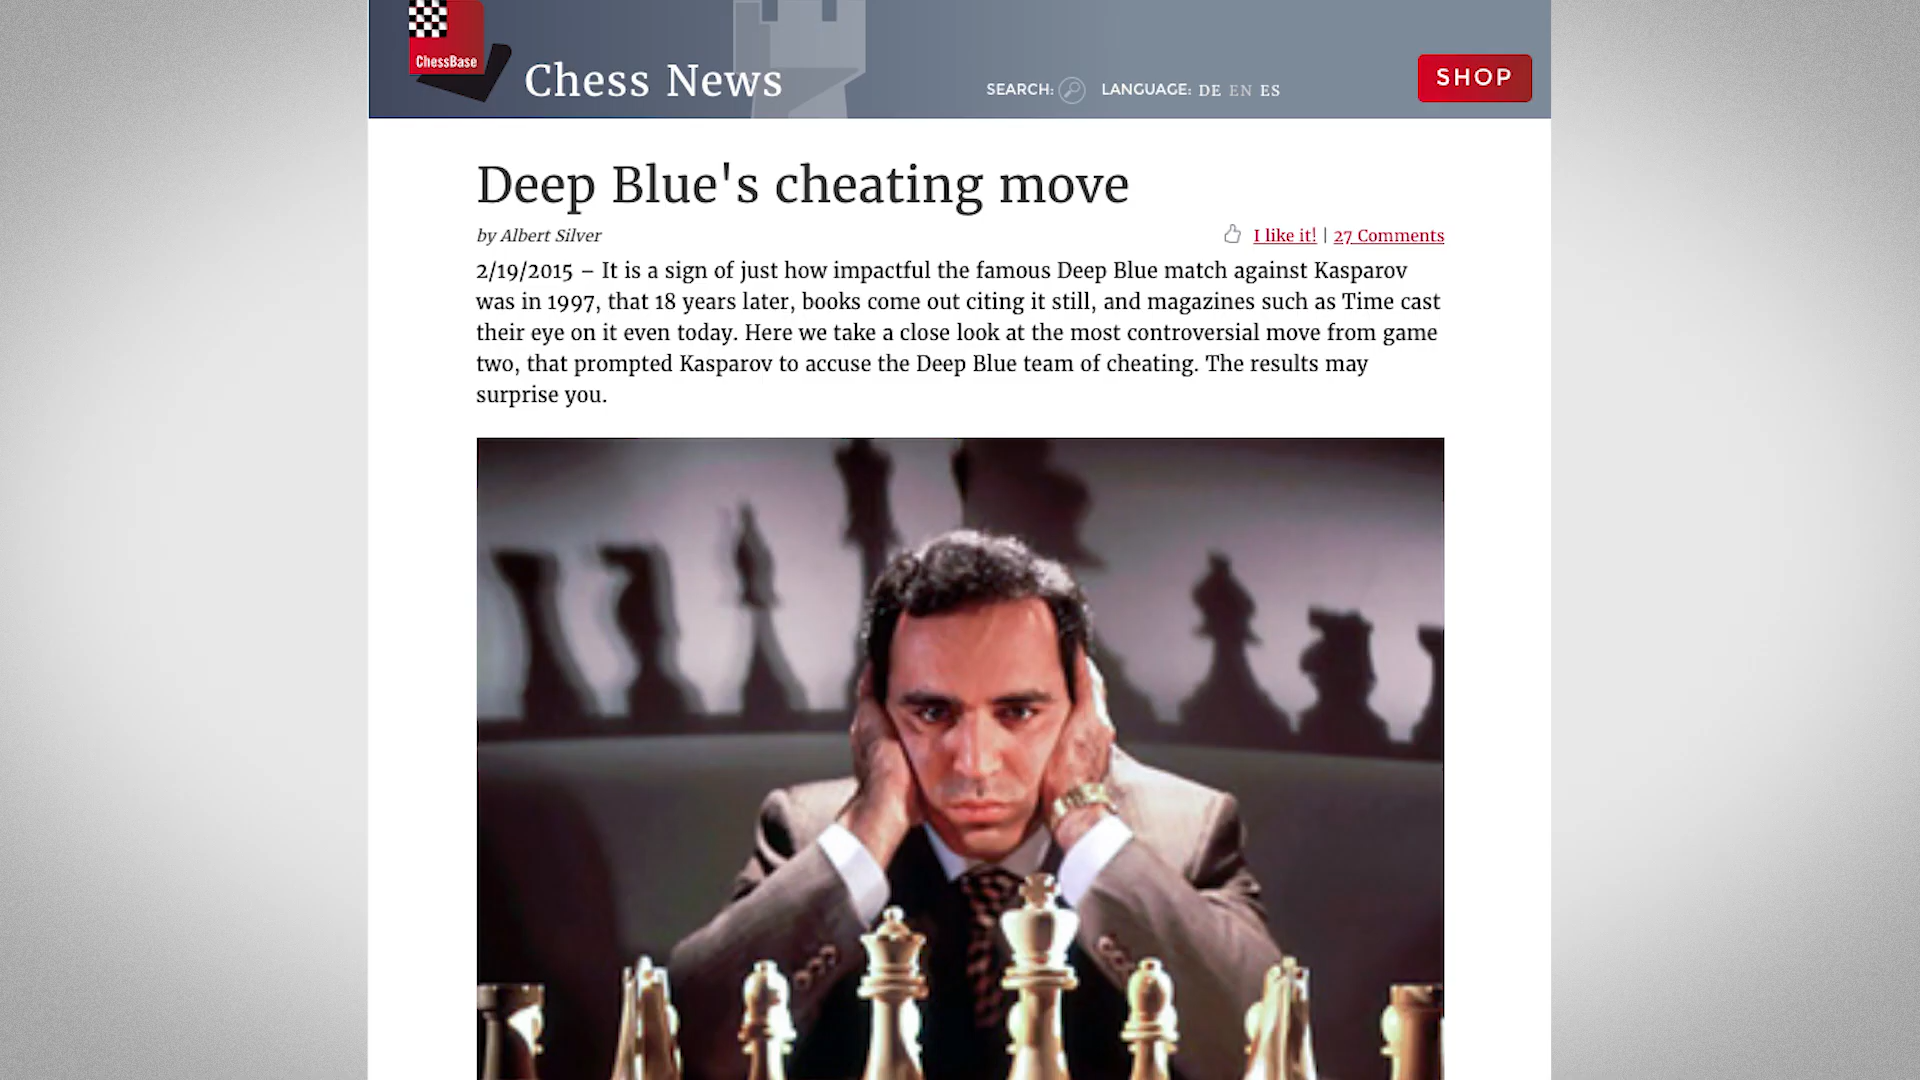 ChessBase
Chess News
SEARCH: LANGUAGE: DE EN ES
SHOP
Deep Blue's cheating move
by Albert Silver
I like it! | 27 Comments
2/19/2015 – It is a sign of just how impactful the famous Deep Blue match against Kasparov
was in 1997, that 18 years later, books come out citing it still, and magazines such as Time cast
their eye on it even today. Here we take a close look at the most controversial move from game
two, that prompted Kasparov to accuse the Deep Blue team of cheating. The results may
surprise you.